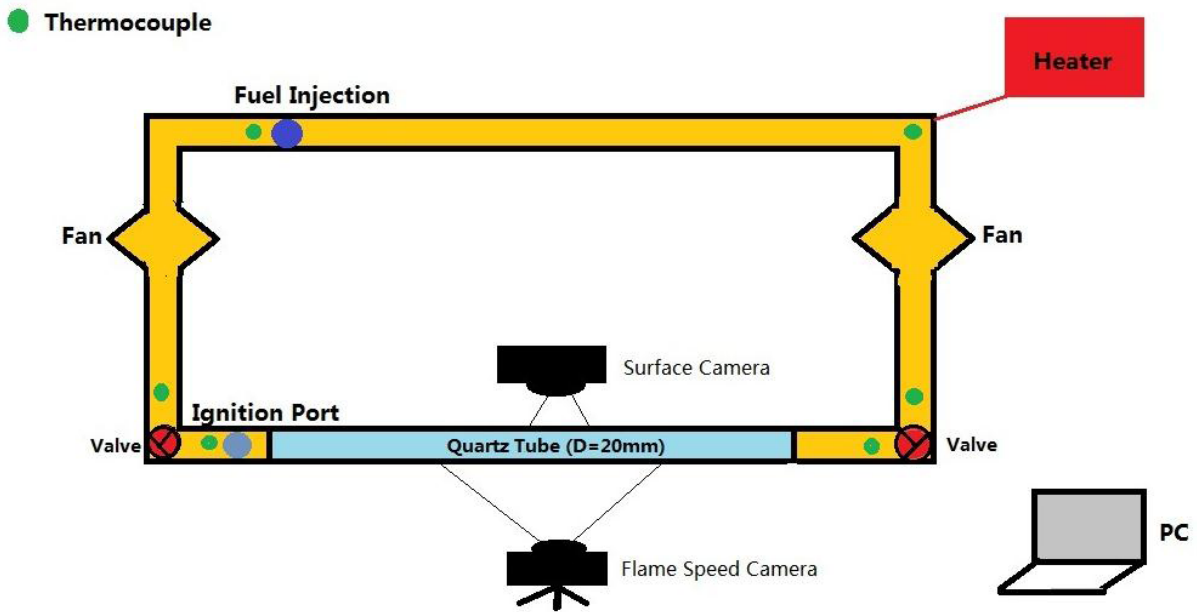 Thermocouple
Heater
Fuel Injection
Fan
Fan
Surface Camera
Ignition Port
Valve
Quartz Tube (D=20mm)
Valve
PC
Flame Speed Camera